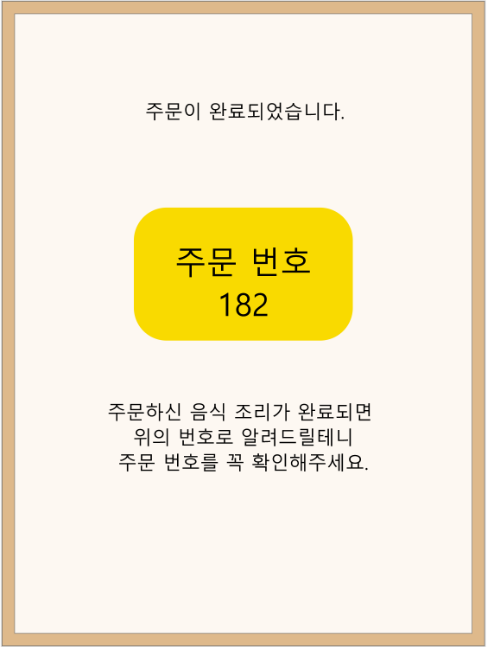 주문이 완료되었습니다.
주문 번호
182
주문하신 음식 조리가 완료되면
위의 번호로 알려드릴테니
주문 번호를 꼭 확인해주세요.